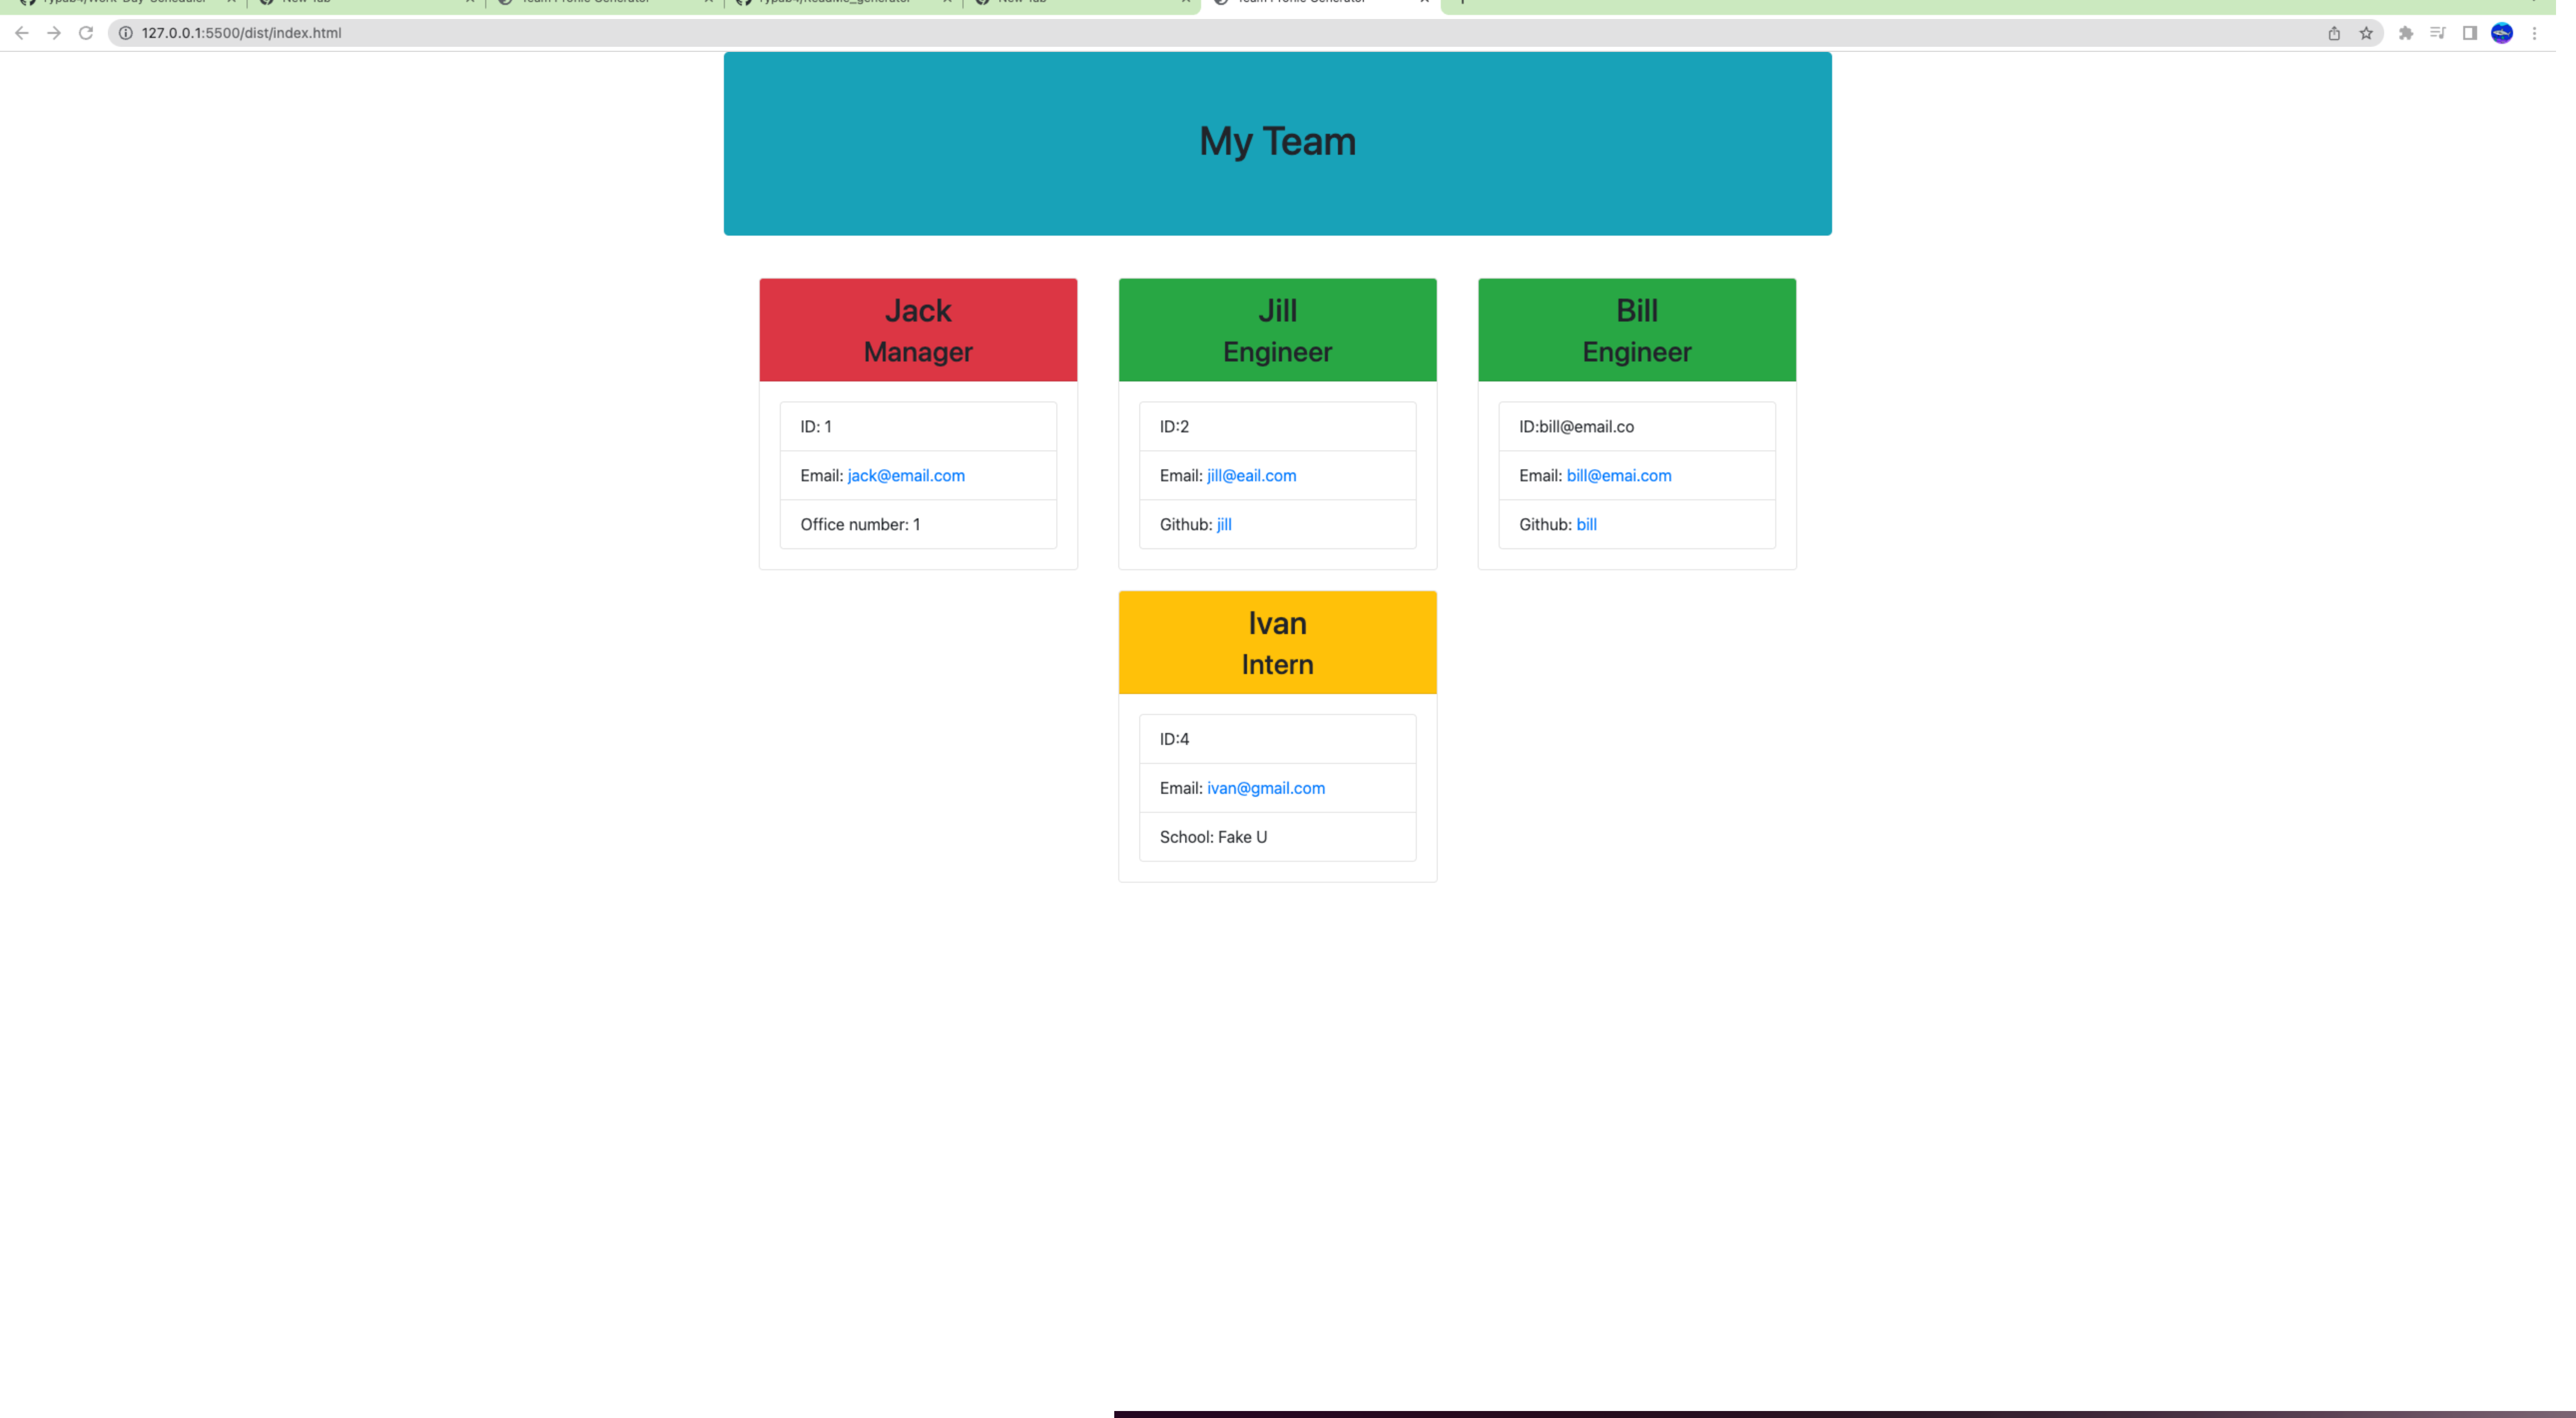 127.0.0.1:5500/dist/index.html
My Team
Jack
Manager
ID: 1
Email: jack@email.com
Office number: 1
Jill
Engineer
ID:2
Email: jill@eail.com
Github: jill
Bill
Engineer
ID:bill@email.co
Email: bill@emai.com
Github: bill
Ivan
Intern
ID:4
Email: ivan@gmail.com
School: Fake U